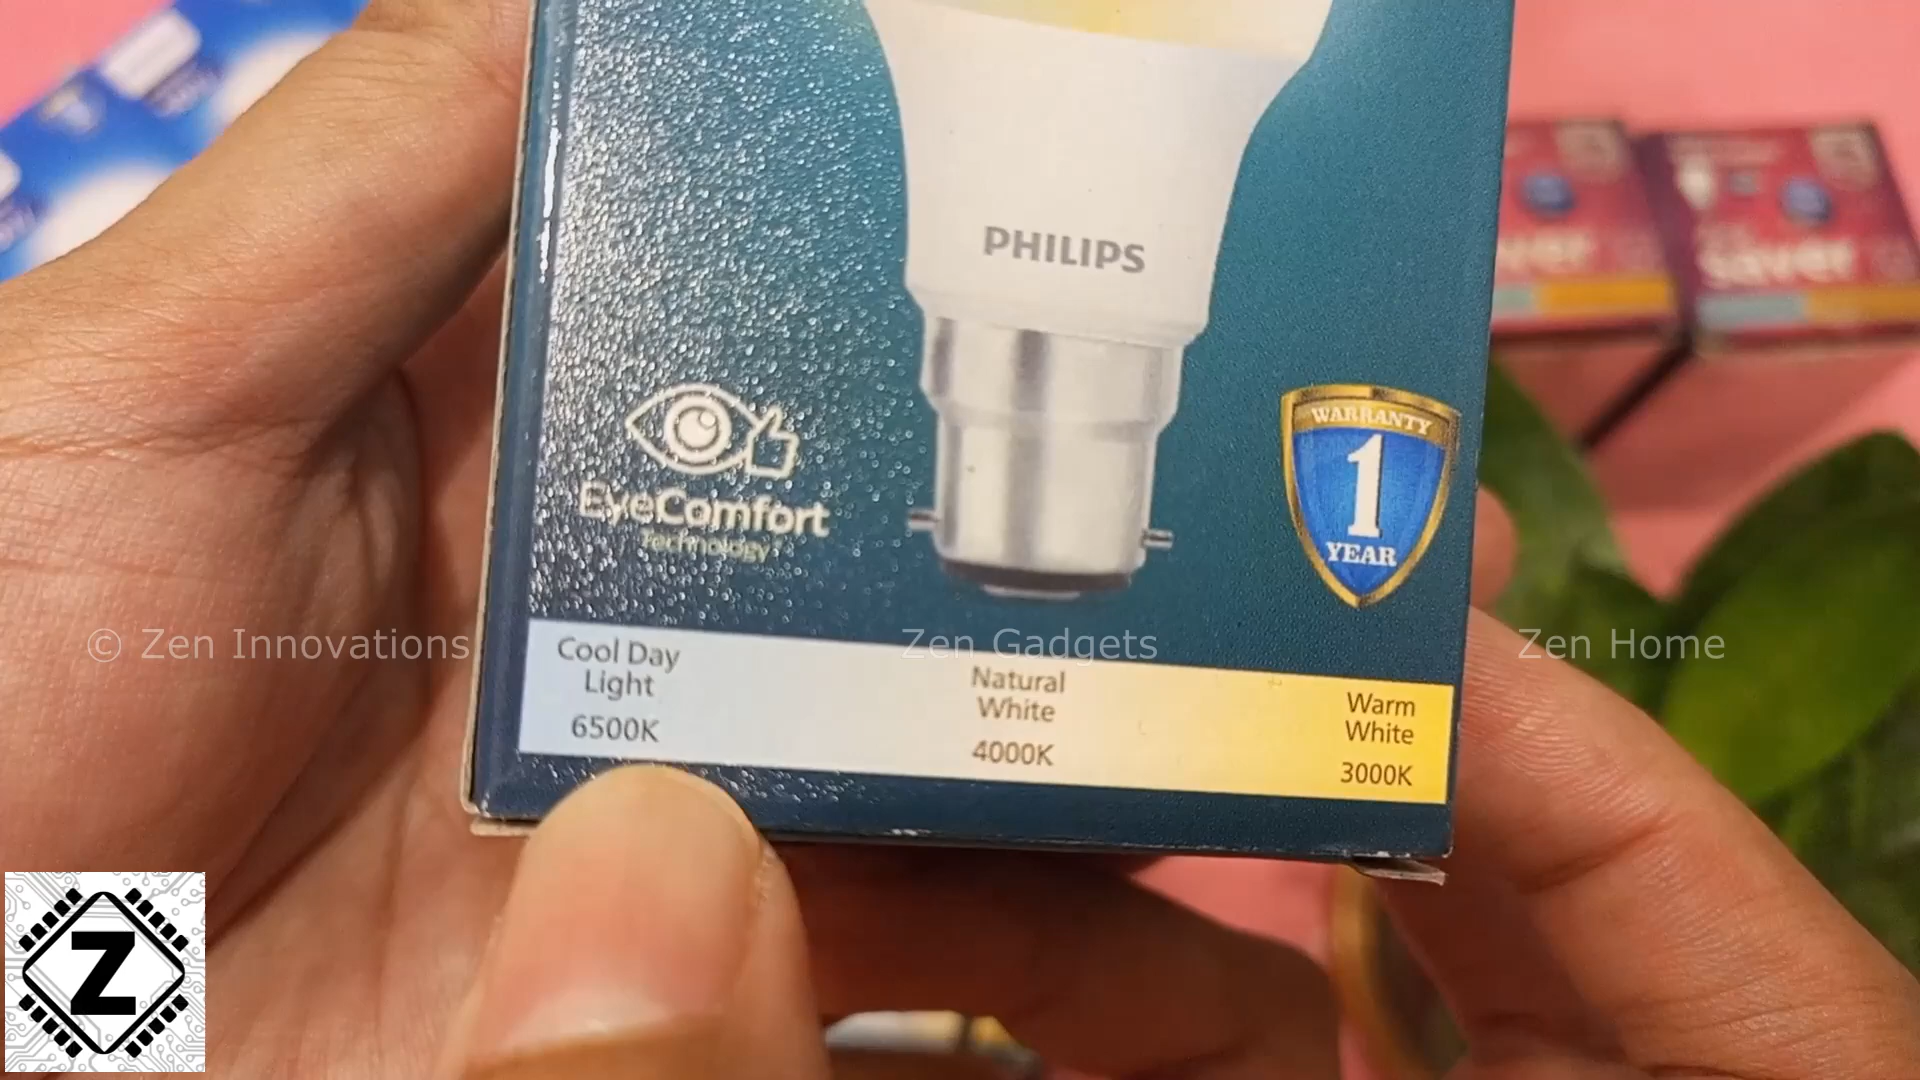 PHILIPS
WARRANTY
1
YEAR
EyeComfort
Technology
© Zen Innovations
Zen Gadgets
Zen Home
Cool Day
Light
6500K
Natural
White
4000K
Warm
White
3000K
saver
Z